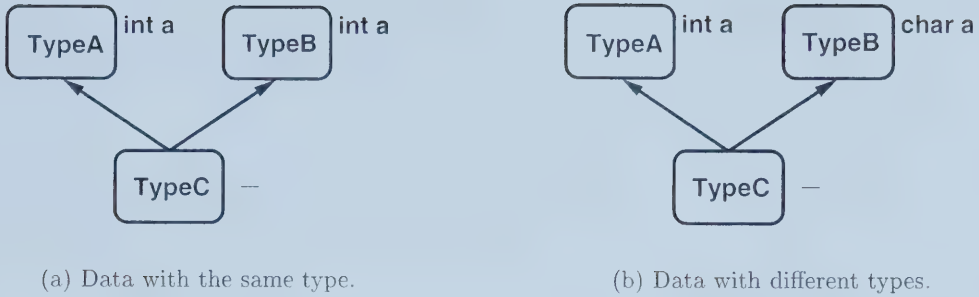 TypeA int a TypeB int a
TypeC –
(a) Data with the same type.
TypeA int a TypeB char a
TypeC –
(b) Data with different types.